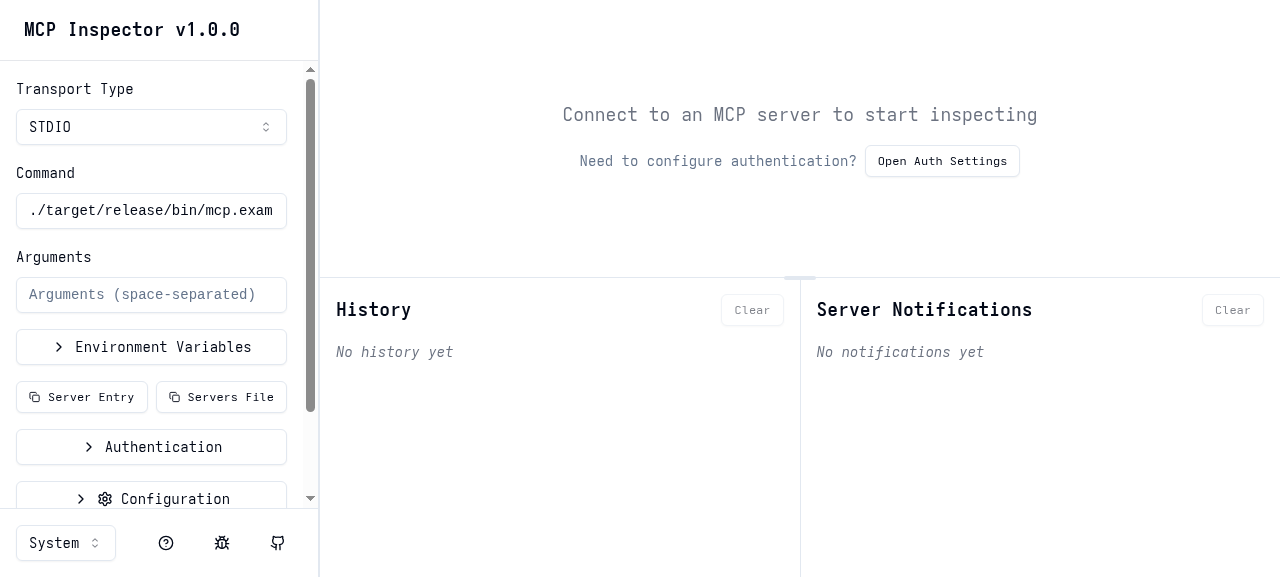 MCP Inspector v1.0.0
Transport Type
STDIO
Command
./target/release/bin/mcp.exam
Arguments
Arguments (space-separated)
Environment Variables
Server Entry
Servers File
Authentication
Configuration
System
Connect to an MCP server to start inspecting
Need to configure authentication? Open Auth Settings
History
Clear
No history yet
Server Notifications
Clear
No notifications yet